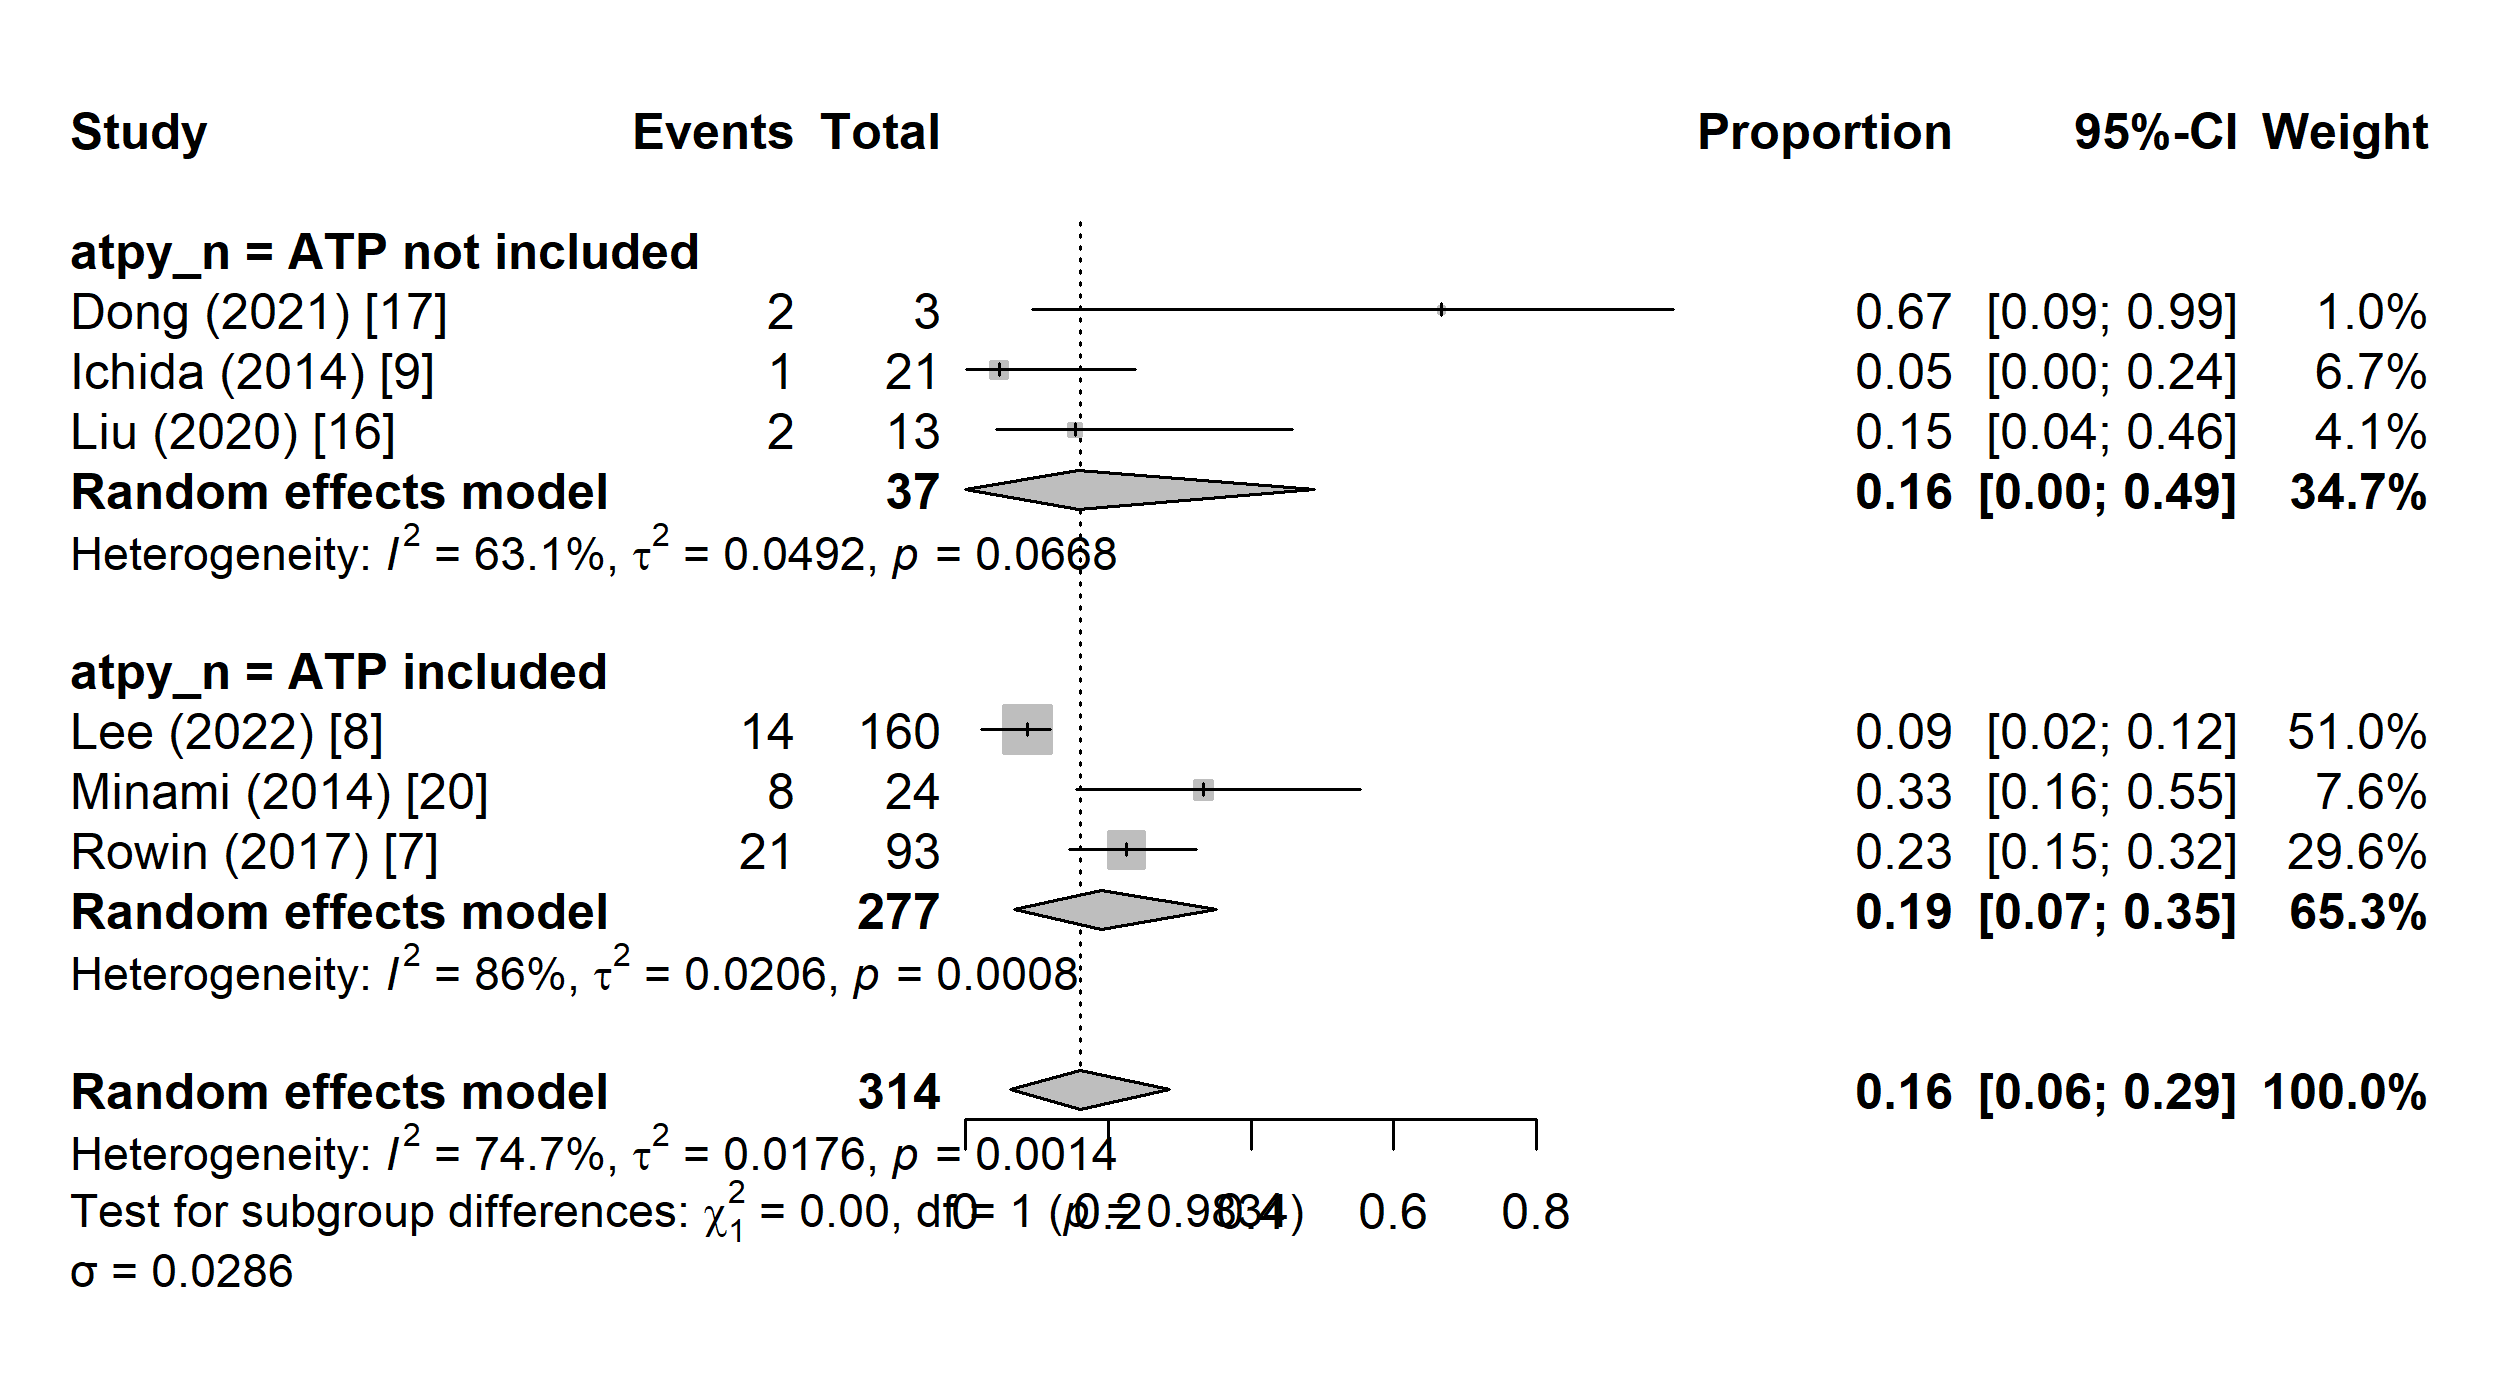 Study Events Total Proportion 95%-CI Weight
atpy_n = ATP not included
Dong (2021) [17] 2 3 0.67 [0.09; 0.99] 1.0%
Ichida (2014) [9] 1 21 0.05 [0.00; 0.24] 6.7%
Liu (2020) [16] 2 13 0.15 [0.04; 0.46] 4.1%
Random effects model 37 0.16 [0.00; 0.49] 34.7%
Heterogeneity: I² = 63.1%, τ² = 0.0492, p = 0.0668
atpy_n = ATP included
Lee (2022) [8] 14 160 0.09 [0.02; 0.12] 51.0%
Minami (2014) [20] 8 24 0.33 [0.16; 0.55] 7.6%
Rowin (2017) [7] 21 93 0.23 [0.15; 0.32] 29.6%
Random effects model 277 0.19 [0.07; 0.35] 65.3%
Heterogeneity: I² = 86%, τ² = 0.0206, p = 0.0008
Random effects model 314 0.16 [0.06; 0.29] 100.0%
Heterogeneity: I² = 74.7%, τ² = 0.0176, p = 0.0014
Test for subgroup differences: χ²₁ = 0.00, df = 1 (p = 0.9834)
0 0.2 0.4 0.6 0.8
σ = 0.0286